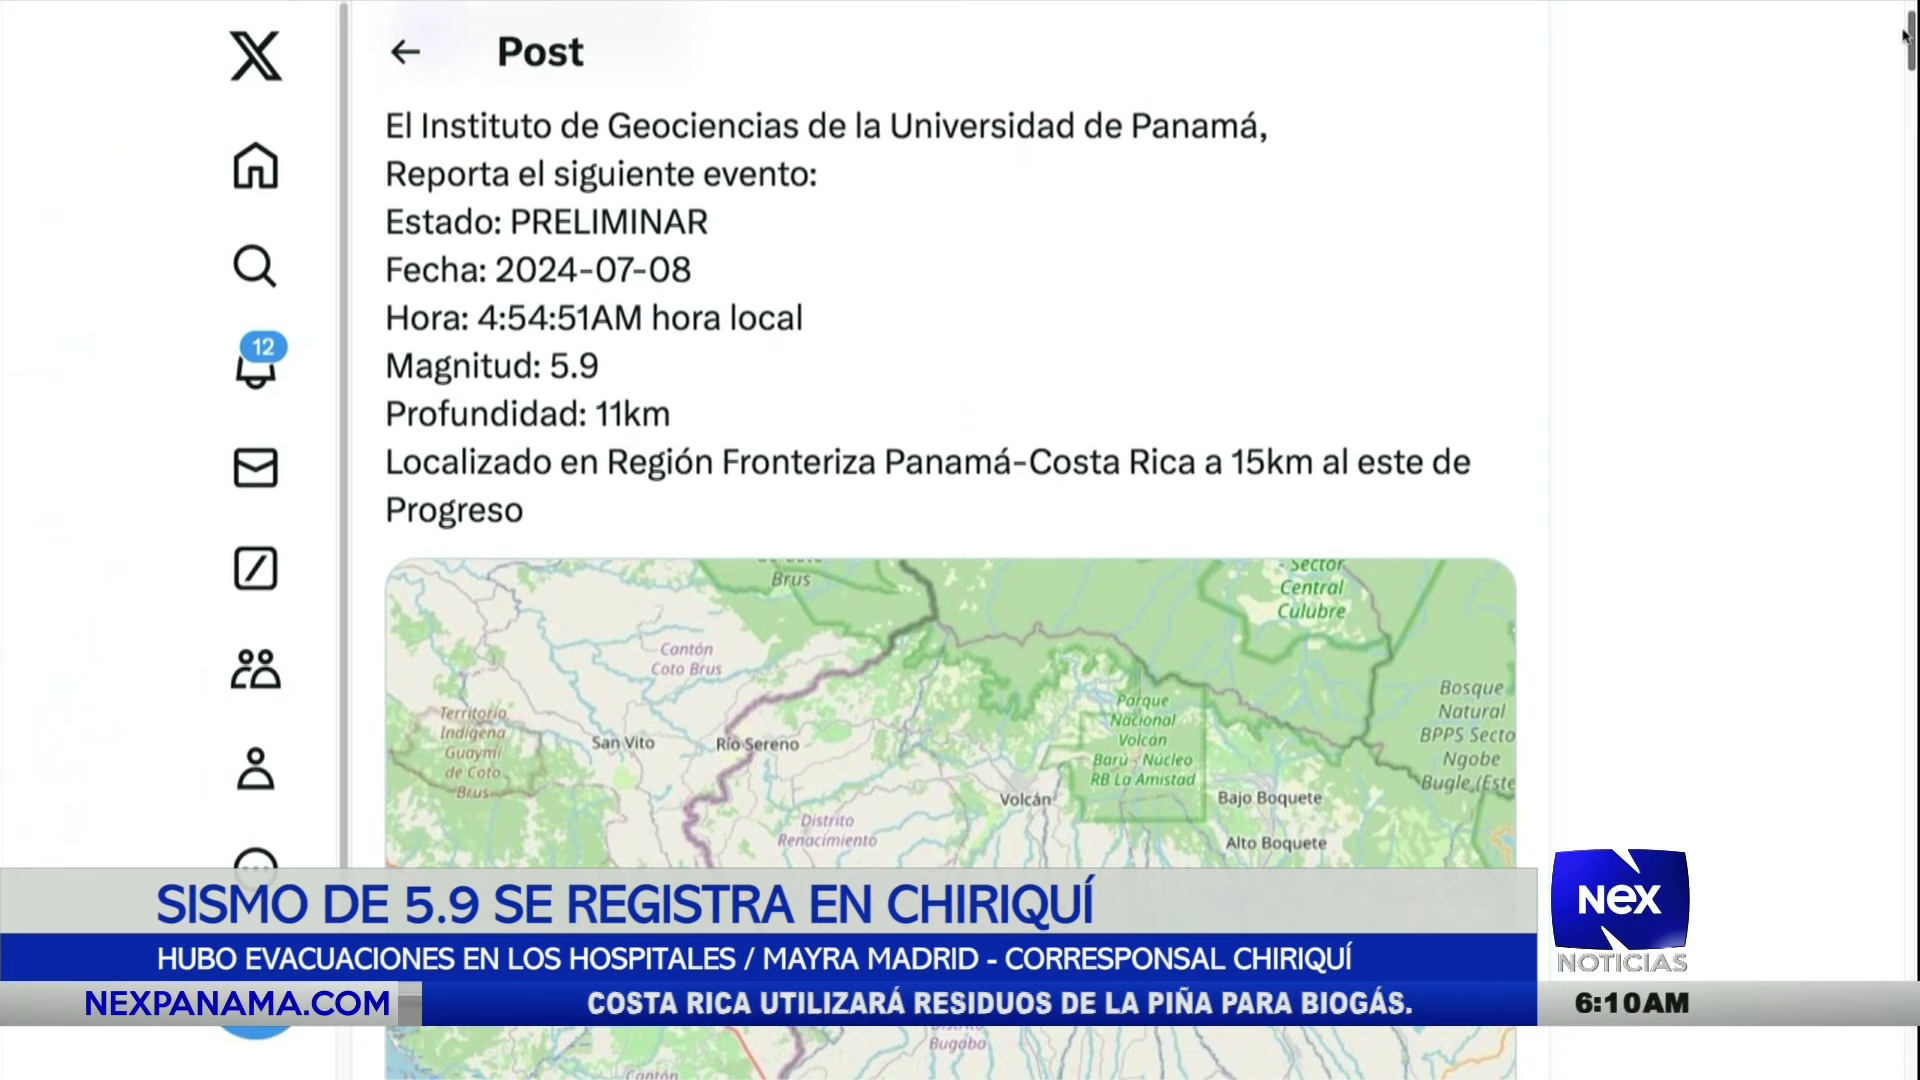 Post
El Instituto de Geociencias de la Universidad de Panamá,
Reporta el siguiente evento:
Estado: PRELIMINAR
Fecha: 2024-07-08
Hora: 4:54:51AM hora local
Magnitud: 5.9
Profundidad: 11km
Localizado en Región Fronteriza Panamá-Costa Rica a 15km al este de
Progreso
12
Brus
Sector
Central
Culubre
Cantón
Coto Brus
Territorio
Indígena
Guaymí
de Coto
Brus
San Vito
Río Sereno
Parque
Nacional
Volcán
Barú - Núcleo
RB La Amistad
Bosque
Natural
BPPS Secto
Ngobe
Bugle (Este
Volcán
Bajo Boquete
Distrito
Renacimiento
Alto Boquete
SISMO DE 5.9 SE REGISTRA EN CHIRIQUÍ
HUBO EVACUACIONES EN LOS HOSPITALES / MAYRA MADRID - CORRESPONSAL CHIRIQUÍ
NEX
NOTICIAS
NEXPANAMA.COM
COSTA RICA UTILIZARÁ RESIDUOS DE LA PIÑA PARA BIOGÁS.
6:10AM
Bugaba
Cantón